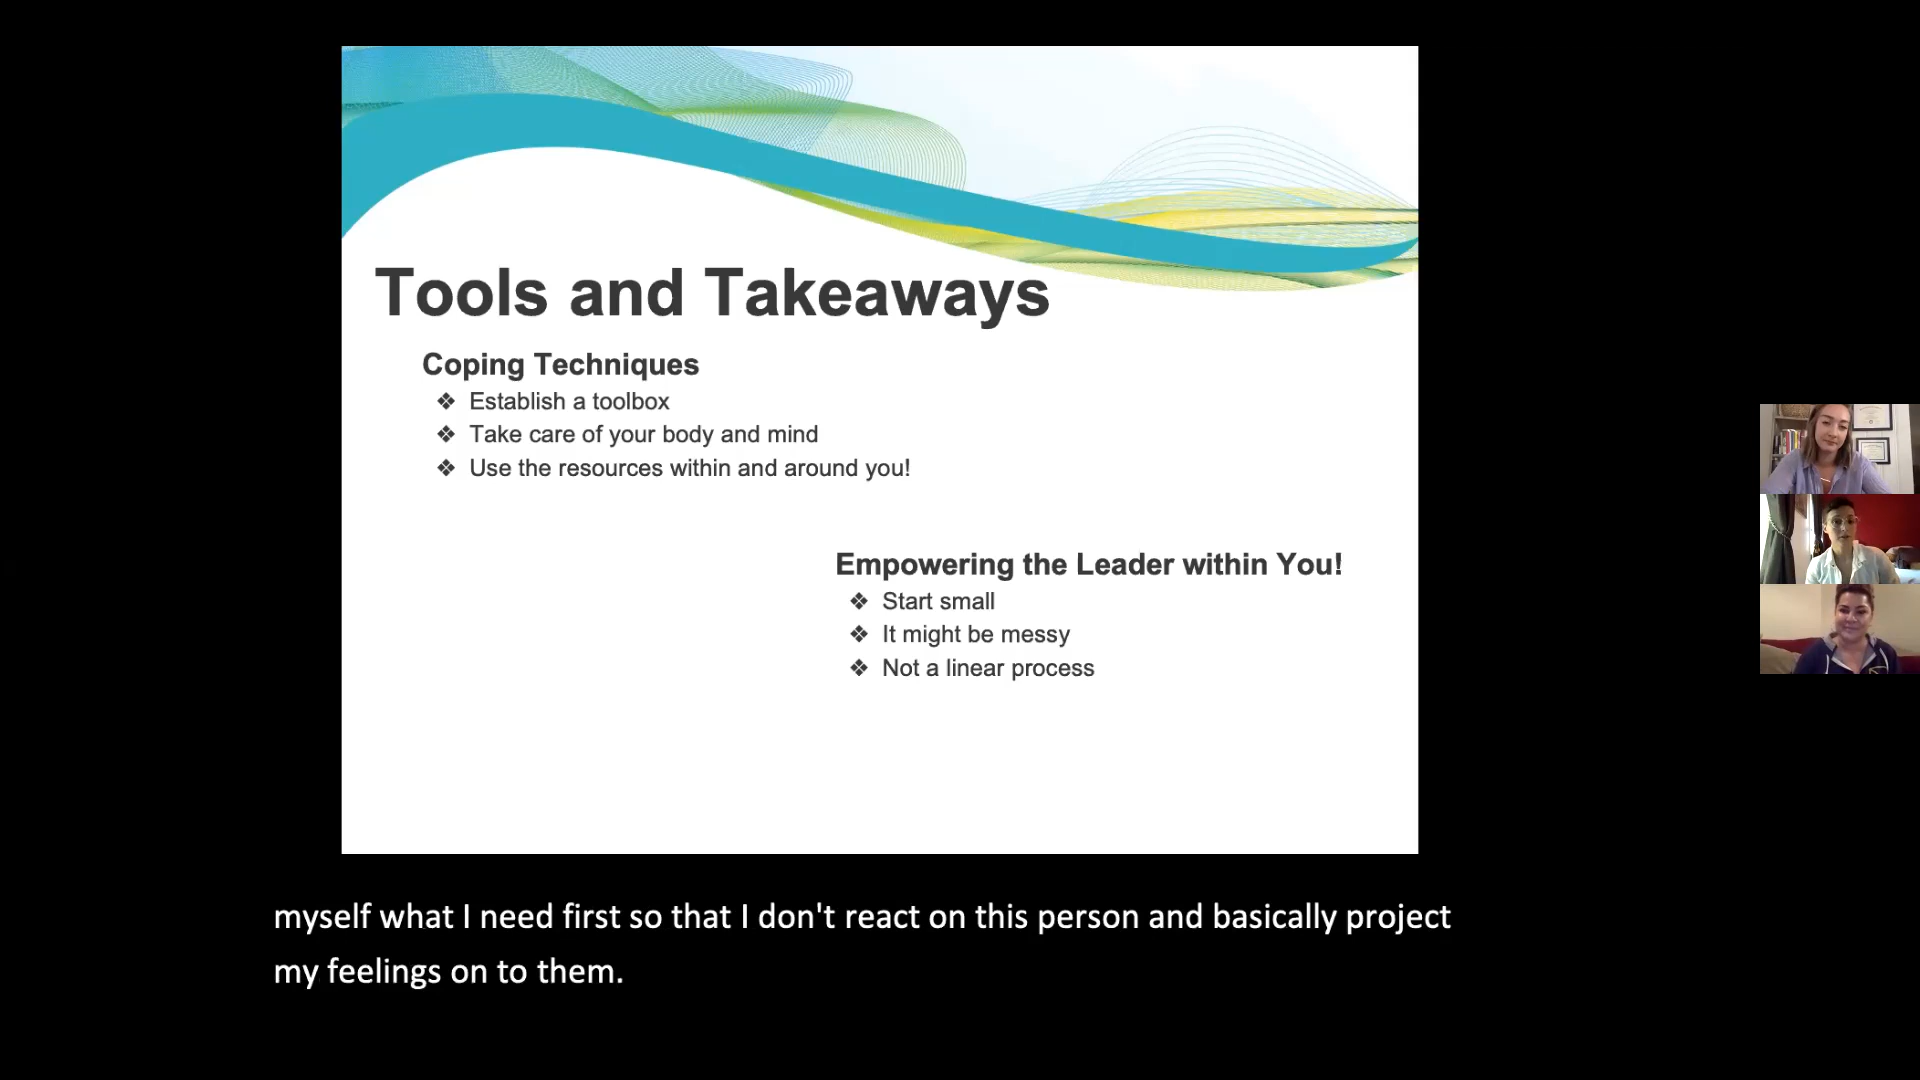 Tools and Takeaways
Coping Techniques
❖ Establish a toolbox
❖ Take care of your body and mind
❖ Use the resources within and around you!
Empowering the Leader within You!
❖ Start small
❖ It might be messy
❖ Not a linear process
myself what I need first so that I don't react on this person and basically project
my feelings on to them.